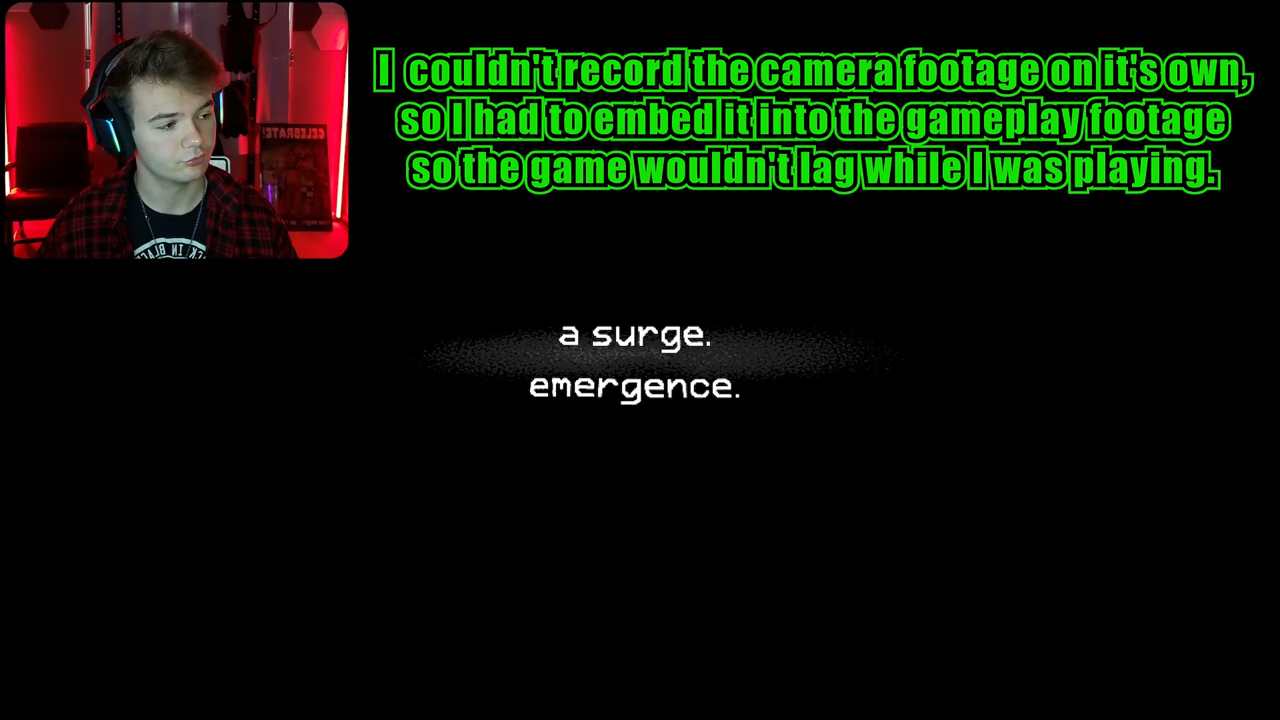 I couldn't record the camera footage on it's own,
so I had to embed it into the gameplay footage
so the game wouldn't lag while I was playing.
CELEBRATE!
a surge.
emergence.